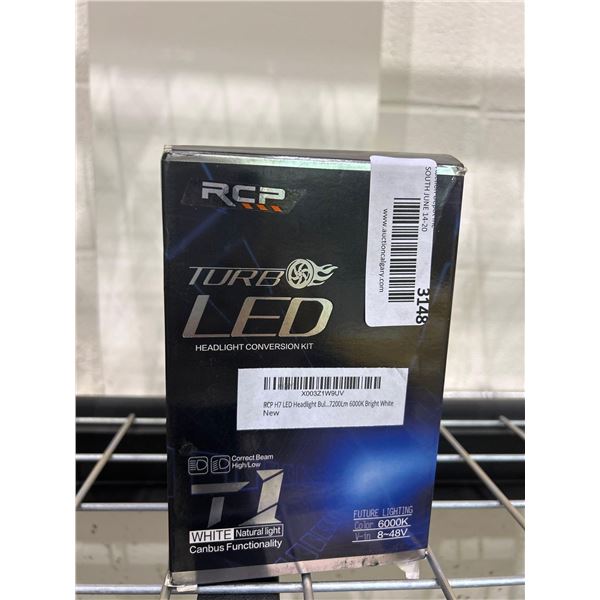 RCP
TURBO
LED
HEADLIGHT CONVERSION KIT
SOUTH JUNE 14-20
www.auctioncalgary.com
3148
X003Z1W9UV
RCP H7 LED Headlight Bul...7200Lm 6000K Bright White
New
Correct Beam
High/Low
T1
WHITE Natural light
Canbus Functionality
FUTURE LIGHTING
Color 6000K
V-in 8~48V